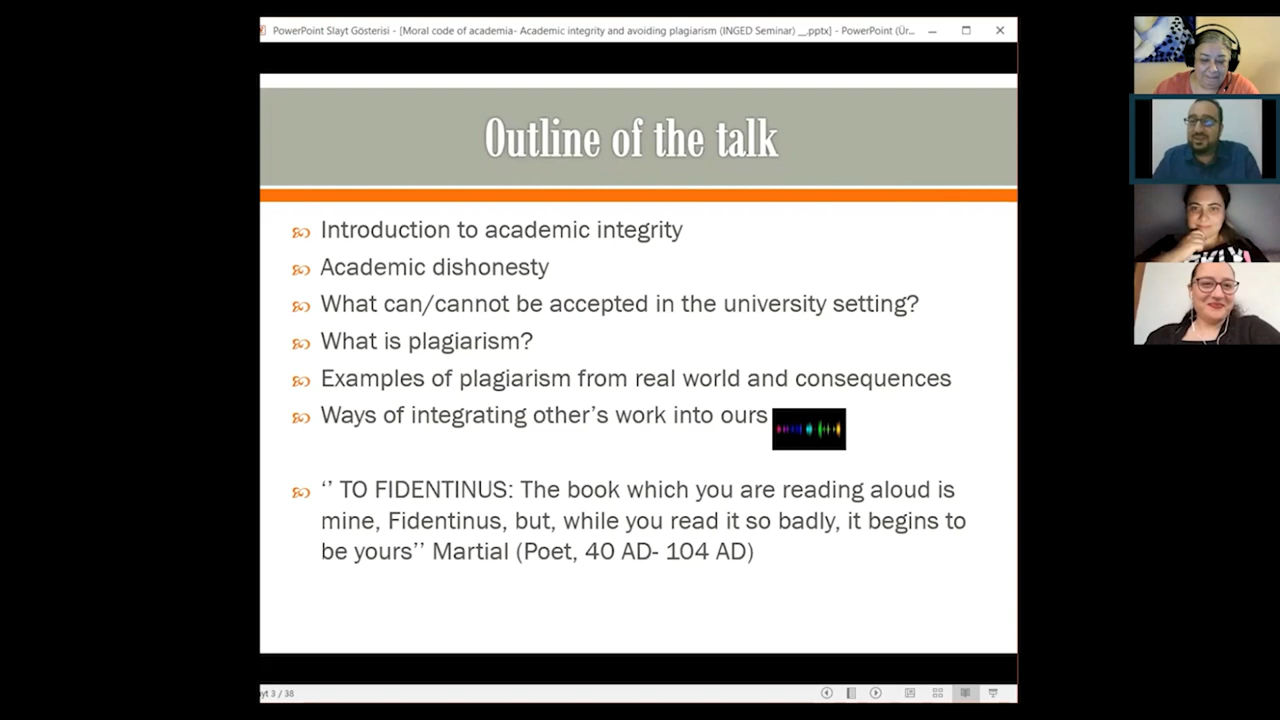 PowerPoint Slayt Gösterisi - [Moral code of academia- Academic integrity and avoiding plagiarism (INGED Seminar) __.pptx] - PowerPoint (Ür...
Outline of the talk
Introduction to academic integrity
Academic dishonesty
What can/cannot be accepted in the university setting?
What is plagiarism?
Examples of plagiarism from real world and consequences
Ways of integrating other’s work into ours
‘’ TO FIDENTINUS: The book which you are reading aloud is
mine, Fidentinus, but, while you read it so badly, it begins to
be yours’’ Martial (Poet, 40 AD- 104 AD)
yt 3 / 38